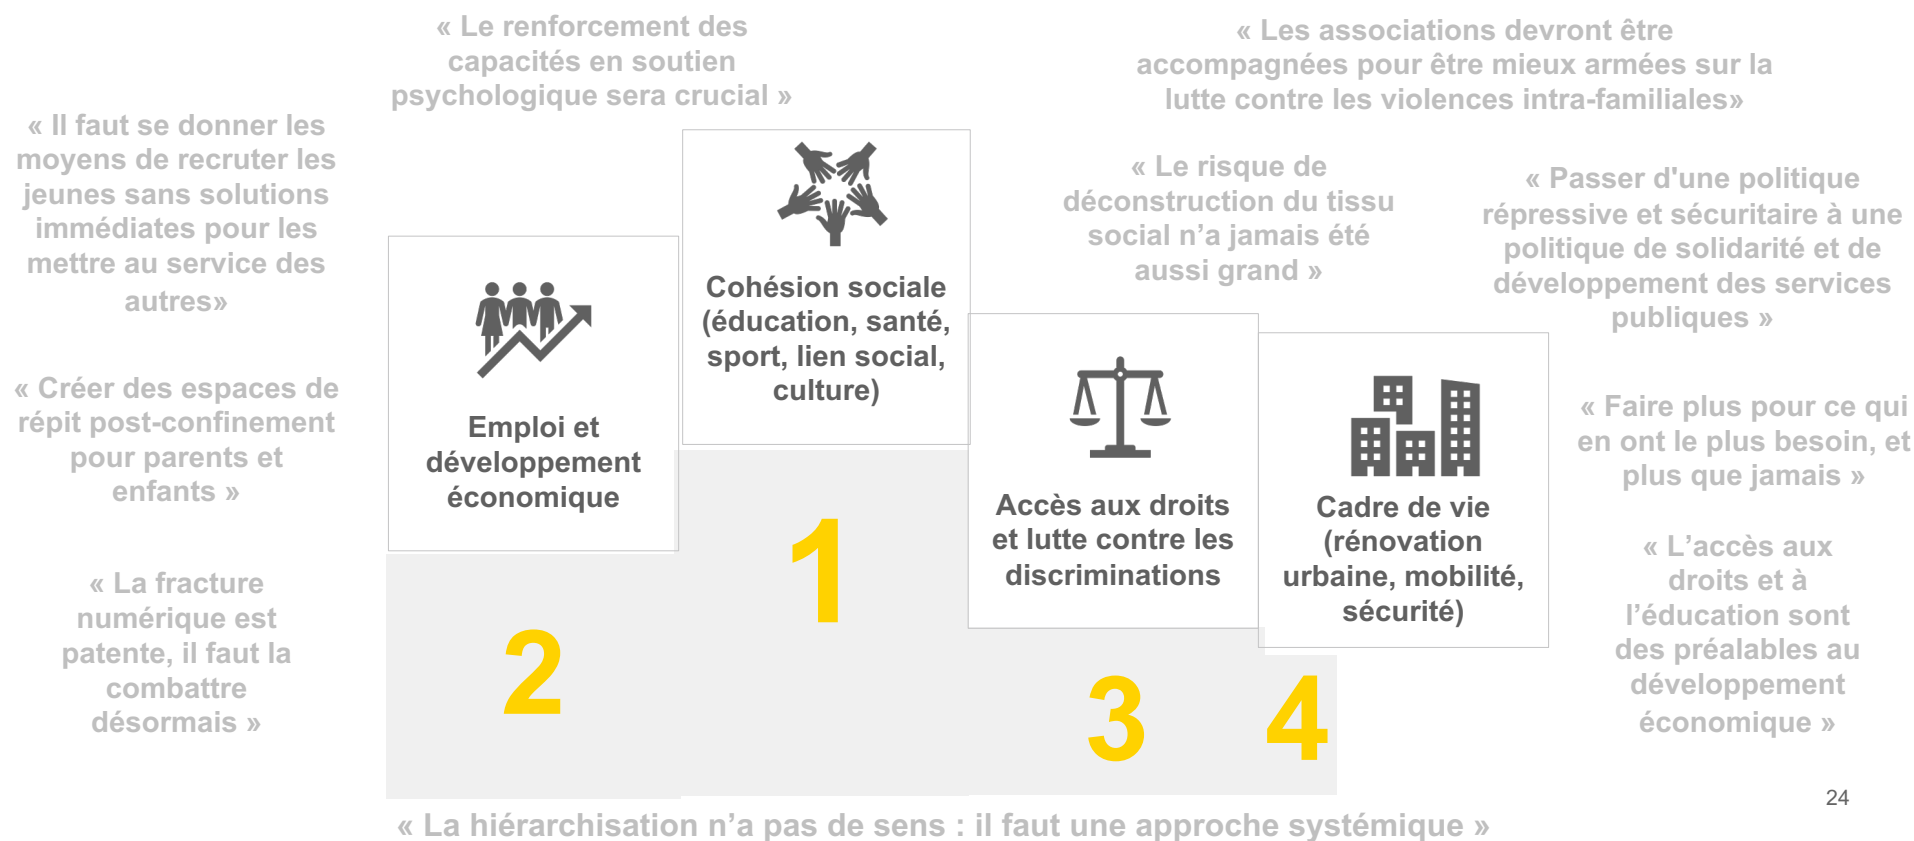 « Le renforcement des
capacités en soutien
psychologique sera crucial »
« Les associations devront être
accompagnées pour être mieux armées sur la
lutte contre les violences intra-familiales»
« Il faut se donner les
moyens de recruter les
jeunes sans solutions
immédiates pour les
mettre au service des
autres»
« Le risque de
déconstruction du tissu
social n’a jamais été
aussi grand »
« Passer d'une politique
répressive et sécuritaire à une
politique de solidarité et de
développement des services
publiques »
Cohésion sociale
(éducation, santé,
sport, lien social,
culture)
« Créer des espaces de
répit post-confinement
pour parents et
enfants »
Emploi et
développement
économique
Accès aux droits
et lutte contre les
discriminations
Cadre de vie
(rénovation
urbaine, mobilité,
sécurité)
« Faire plus pour ce qui
en ont le plus besoin, et
plus que jamais »
« La fracture
numérique est
patente, il faut la
combattre
désormais »
2
1
3
4
« L’accès aux
droits et à
l’éducation sont
des préalables au
développement
économique »
24
« La hiérarchisation n’a pas de sens : il faut une approche systémique »